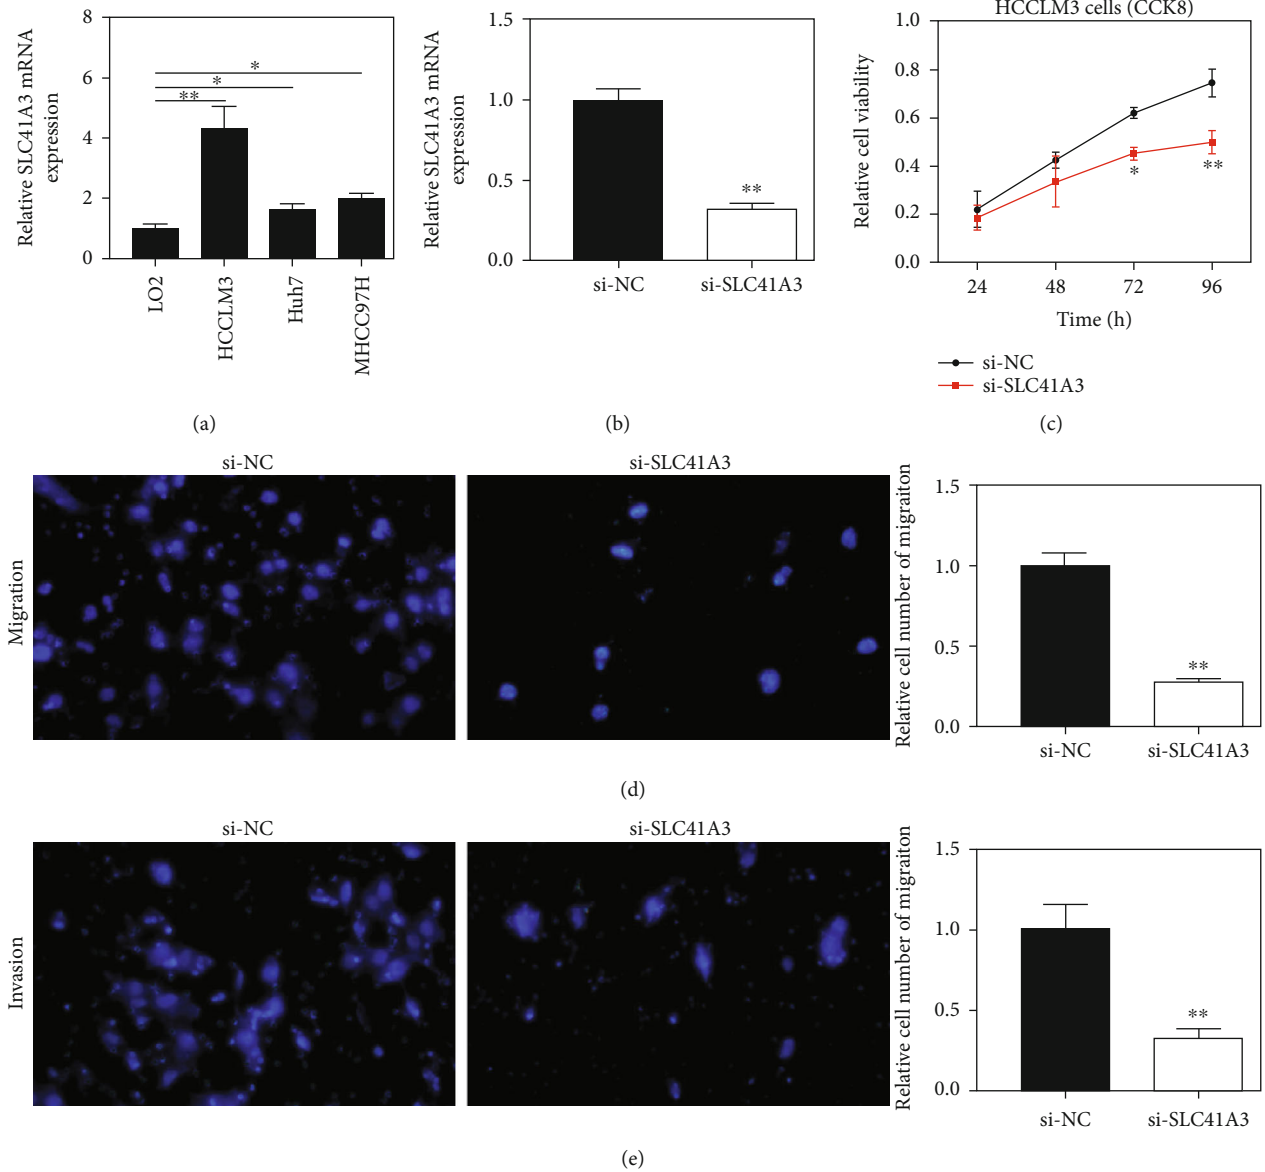 Relative SLC41A3 mRNA
expression
8
6
4
2
0
*
*
**
LO2
HCCLM3
Huh7
MHCC97H
(a)
Relative SLC41A3 mRNA
expression
1.5
1.0
0.5
0.0
**
si-NC
si-SLC41A3
(b)
HCCLM3 cells (CCK8)
Relative cell viability
1.0
0.8
0.6
0.4
0.2
0.0
*
**
24
48
72
96
Time (h)
si-NC
si-SLC41A3
(c)
si-NC
si-SLC41A3
Migration
Relative cell number of migraiton
1.5
1.0
0.5
0.0
**
si-NC
si-SLC41A3
(d)
si-NC
si-SLC41A3
Invasion
Relative cell number of migraiton
1.5
1.0
0.5
0.0
**
si-NC
si-SLC41A3
(e)